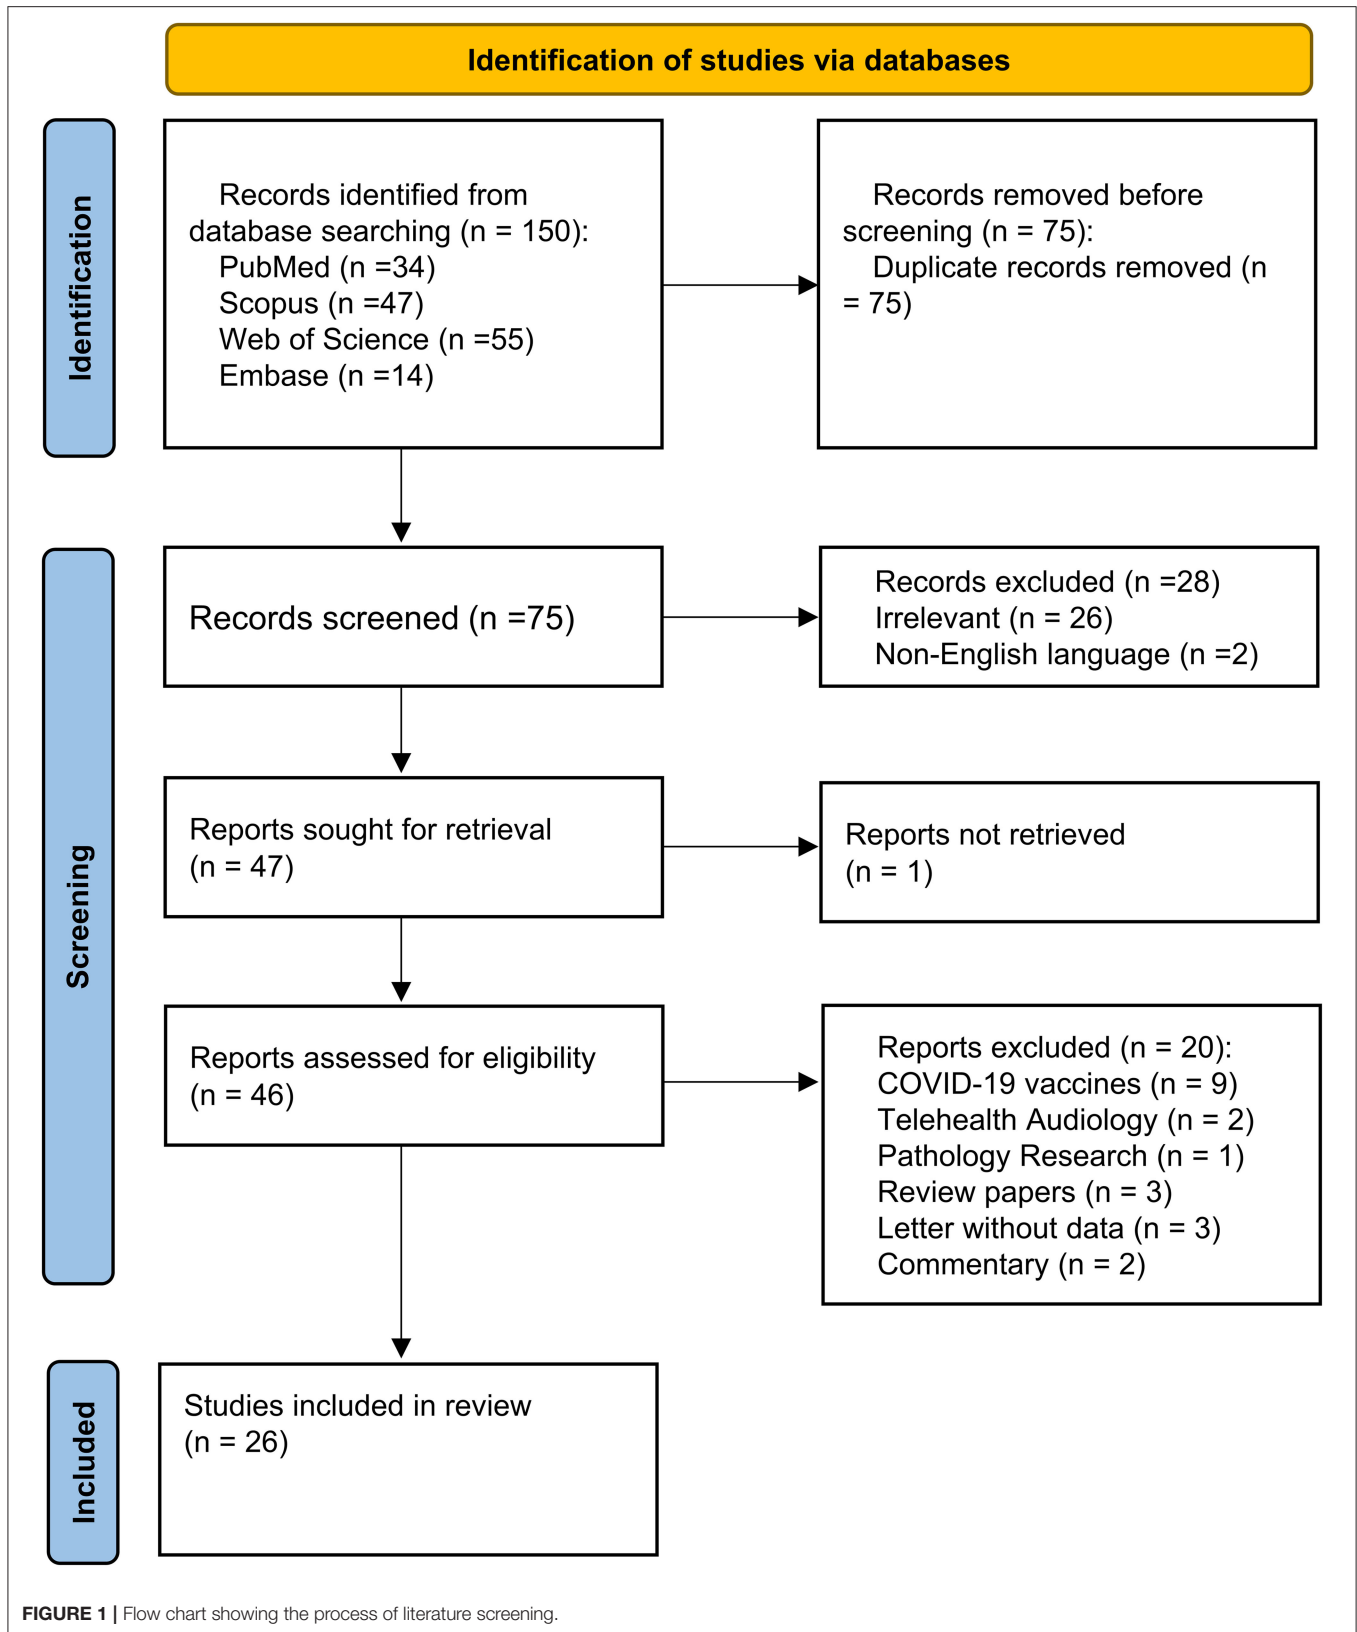 Identification of studies via databases
Identification
Records identified from
database searching (n = 150):
PubMed (n =34)
Scopus (n =47)
Web of Science (n =55)
Embase (n =14)
Records removed before
screening (n = 75):
Duplicate records removed (n
= 75)
Screening
Records screened (n =75)
Records excluded (n =28)
Irrelevant (n = 26)
Non-English language (n =2)
Reports sought for retrieval
(n = 47)
Reports not retrieved
(n = 1)
Reports assessed for eligibility
(n = 46)
Reports excluded (n = 20):
COVID-19 vaccines (n = 9)
Telehealth Audiology (n = 2)
Pathology Research (n = 1)
Review papers (n = 3)
Letter without data (n = 3)
Commentary (n = 2)
Included
Studies included in review
(n = 26)
FIGURE 1 | Flow chart showing the process of literature screening.